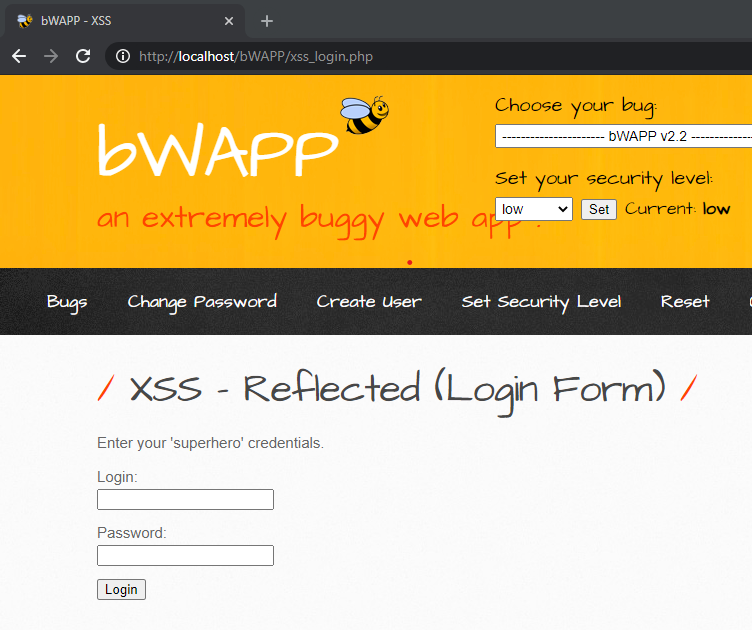 bWAPP - XSS
http://localhost/bWAPP/xss_login.php
bWAPP
an extremely buggy web app .
Choose your bug:
---------------------- bWAPP v2.2 -------------
Set your security level:
low Set Current: low
Bugs Change Password Create User Set Security Level Reset
/ XSS - Reflected (Login Form) /
Enter your 'superhero' credentials.
Login:
Password:
Login